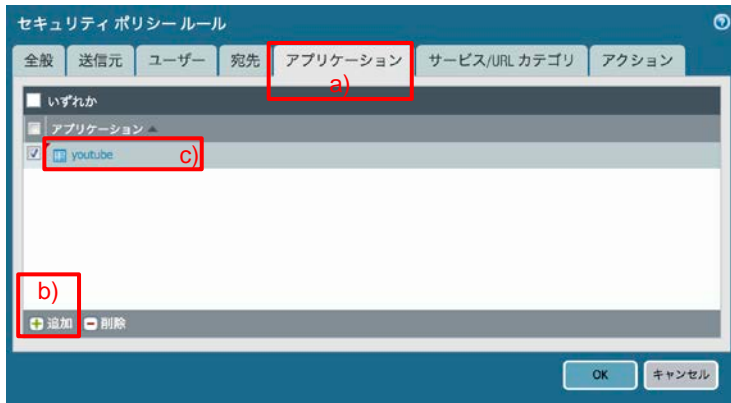 セキュリティ ポリシー ルール
全般 送信元 ユーザー 宛先 アプリケーション サービス/URL カテゴリ アクション
a)
いずれか
アプリケーション
youtube c)
b)
追加 削除
OK キャンセル